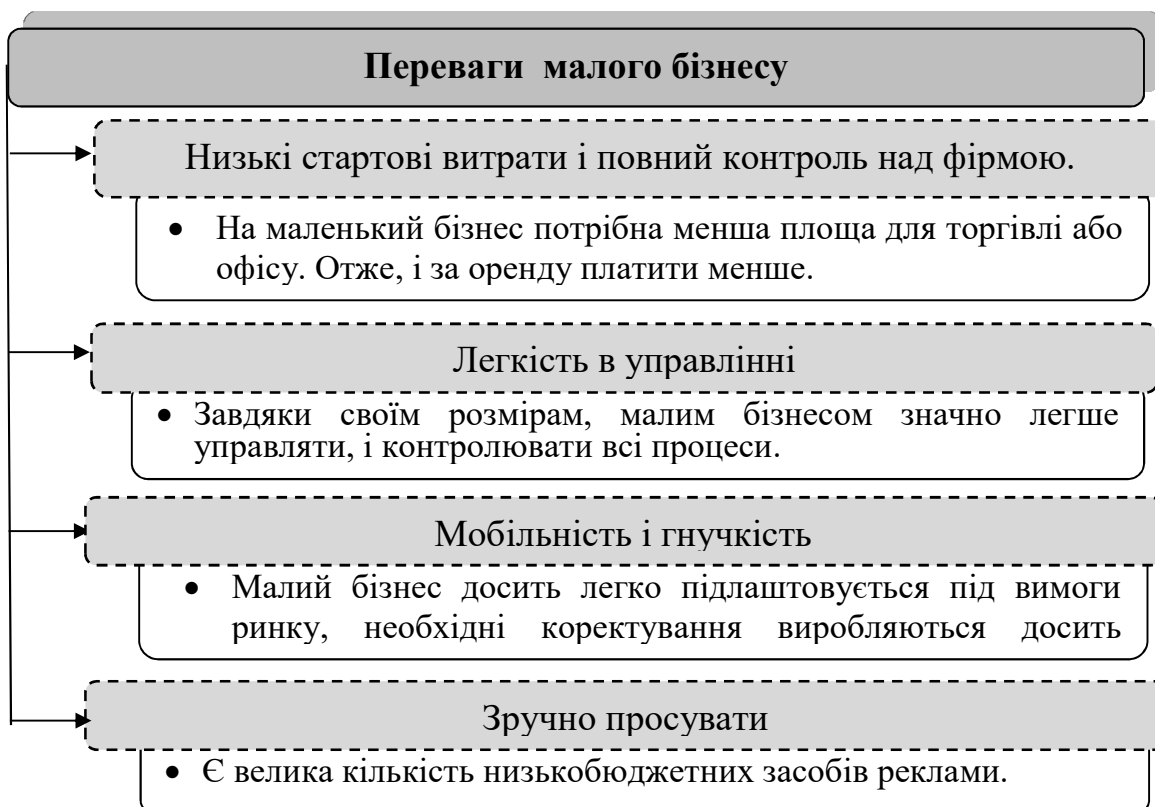 Переваги малого бізнесу
Низькі стартові витрати і повний контроль над фірмою.
• На маленький бізнес потрібна менша площа для торгівлі або
офісу. Отже, і за оренду платити менше.
Легкість в управлінні
• Завдяки своїм розмірам, малим бізнесом значно легше
управляти, і контролювати всі процеси.
Мобільність і гнучкість
• Малий бізнес досить легко підлаштовується під вимоги
ринку, необхідні коректування виробляються досить
Зручно просувати
• Є велика кількість низькобюджетних засобів реклами.